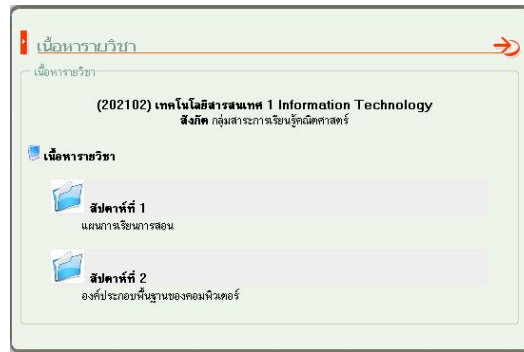 เนื้อหารายวิชา
เนื้อหารายวิชา
(202102) เทคโนโลยีสารสนเทศ 1 Information Technology
สังกัด กลุ่มสาระการเรียนรู้คณิตศาสตร์
เนื้อหารายวิชา
สัปดาห์ที่ 1
แผนการเรียนการสอน
สัปดาห์ที่ 2
องค์ประกอบพื้นฐานของคอมพิวเตอร์